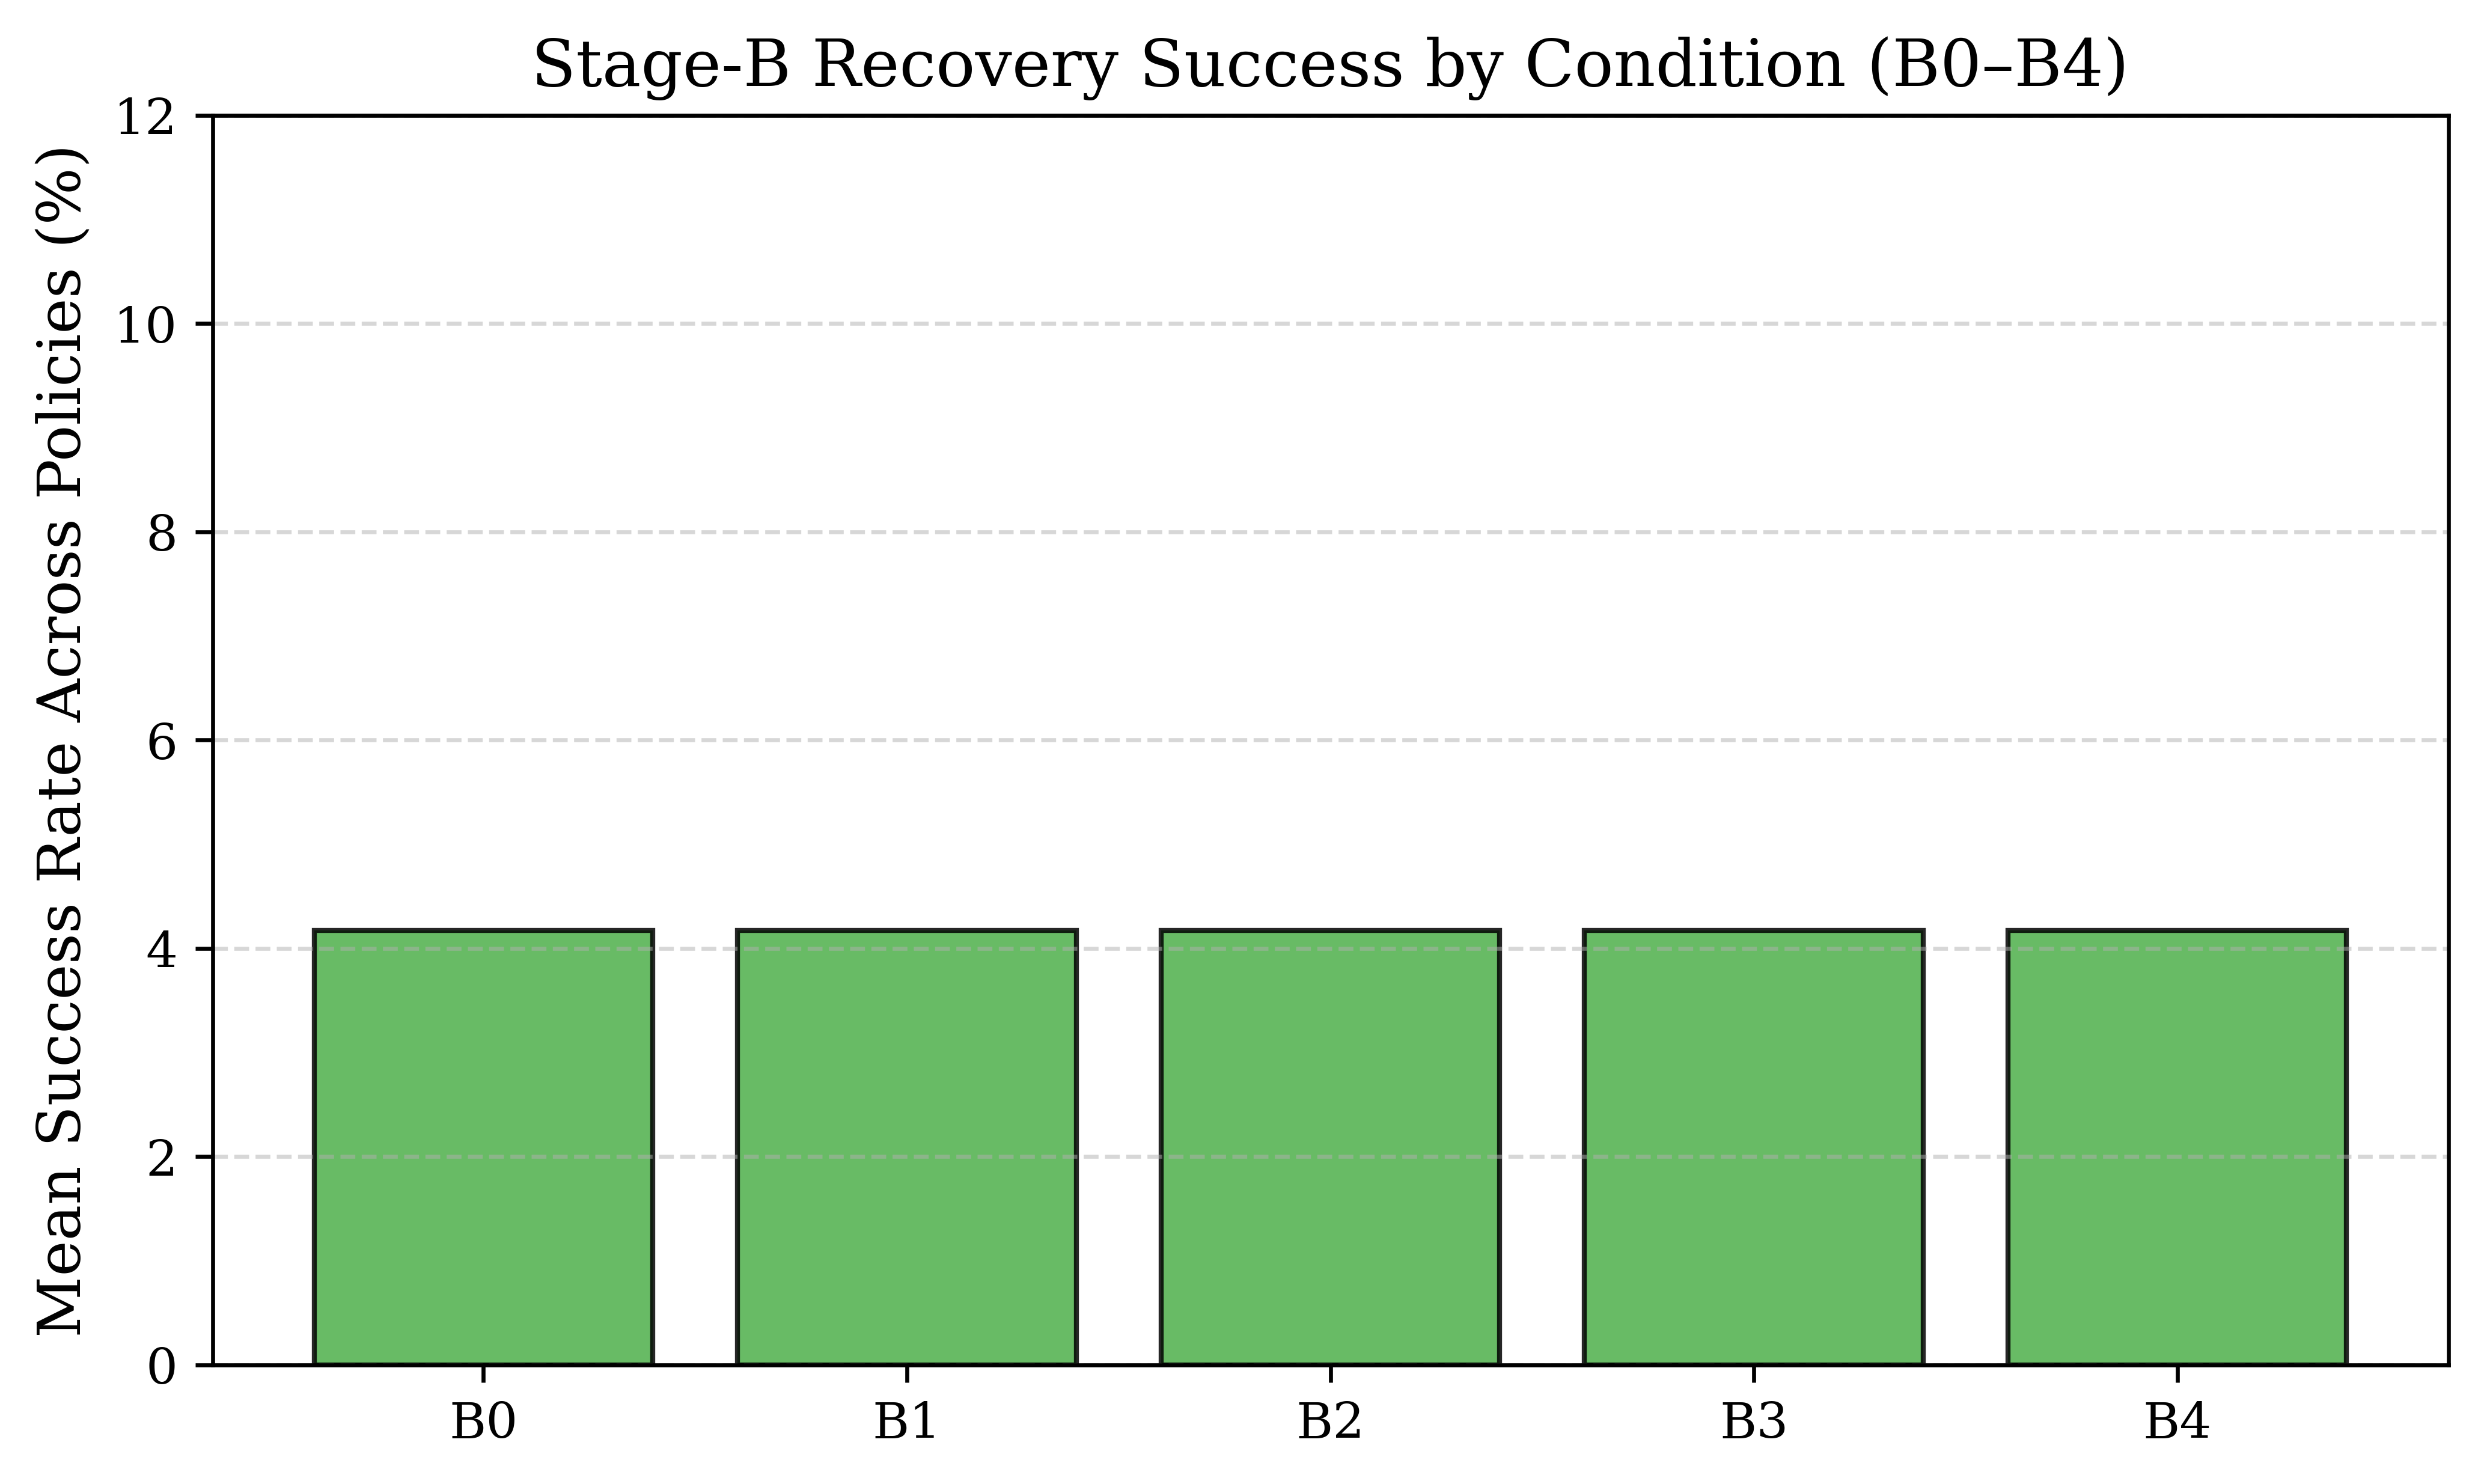 Stage-B Recovery Success by Condition (B0–B4)
Mean Success Rate Across Policies (%)
12
10
8
6
4
2
0
B0
B1
B2
B3
B4